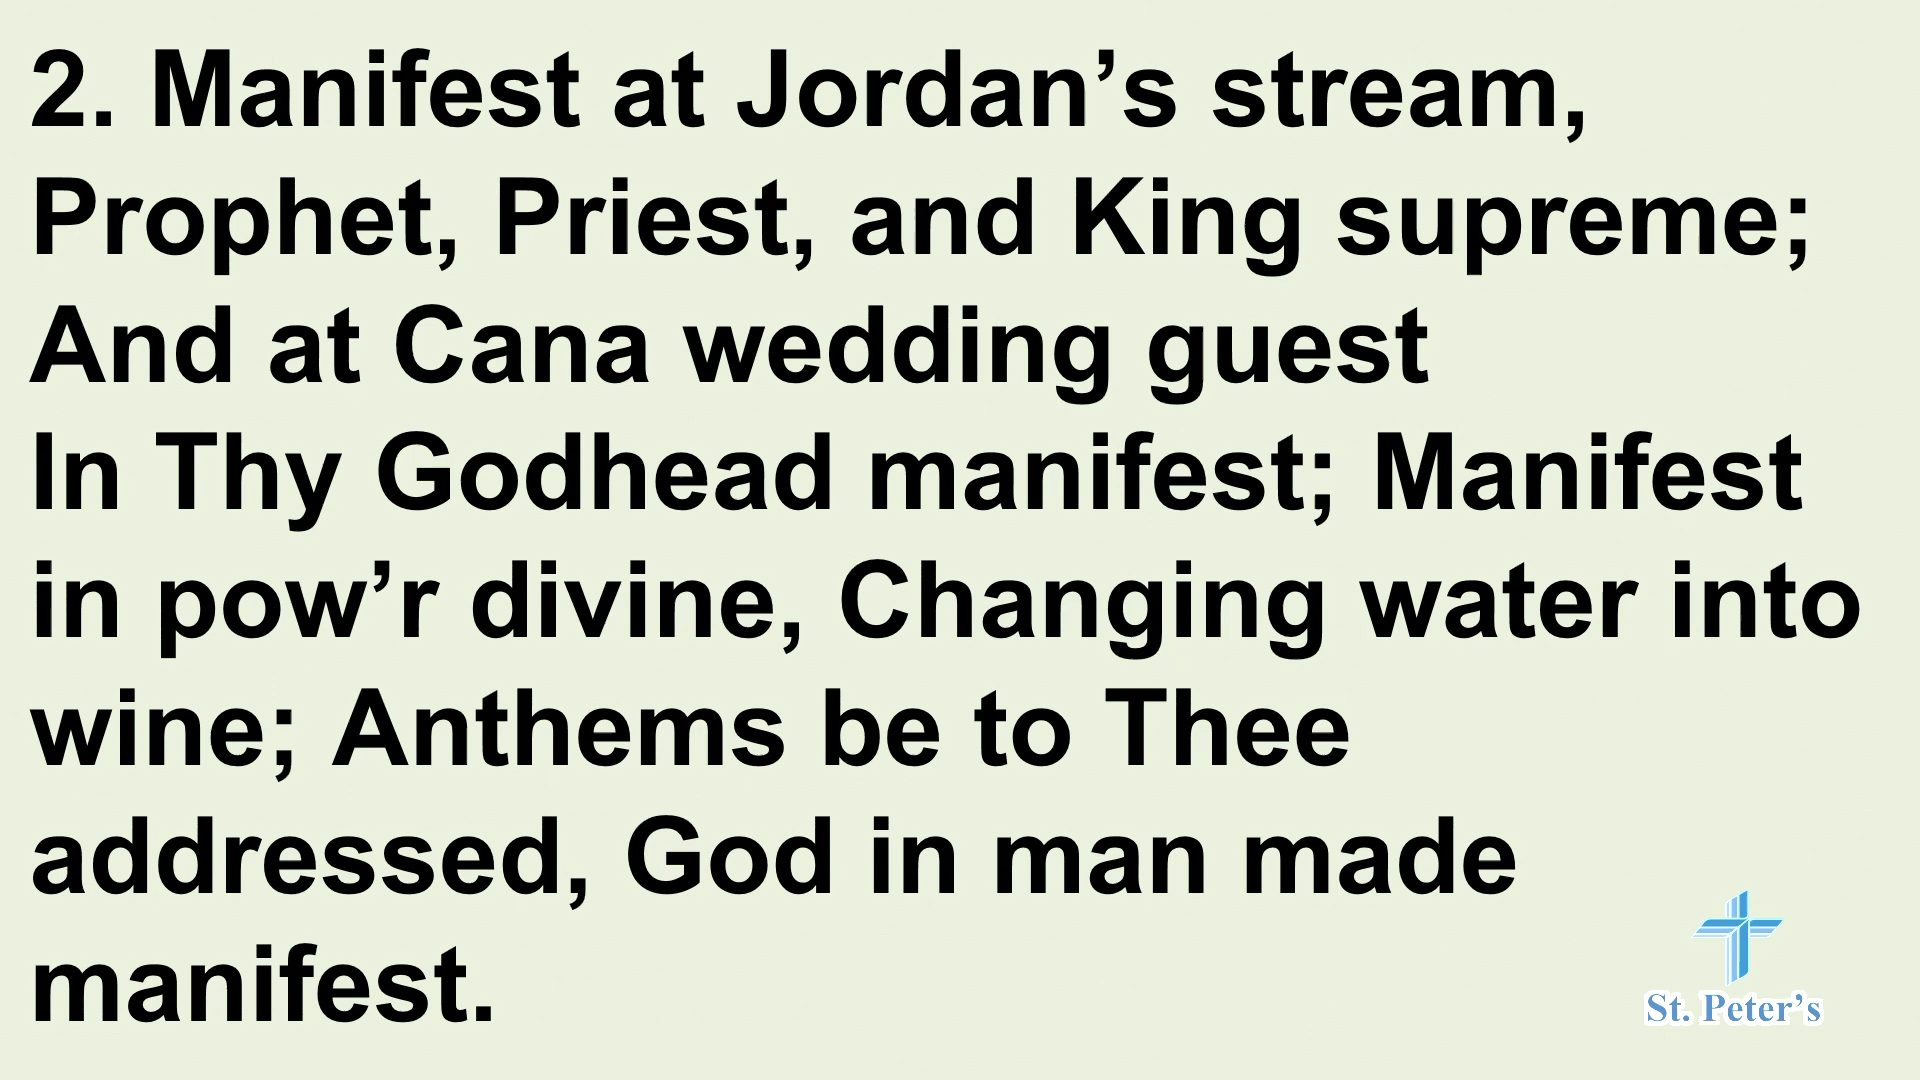 2. Manifest at Jordan’s stream,
Prophet, Priest, and King supreme;
And at Cana wedding guest
In Thy Godhead manifest; Manifest
in pow’r divine, Changing water into
wine; Anthems be to Thee
addressed, God in man made
manifest.
St. Peter’s